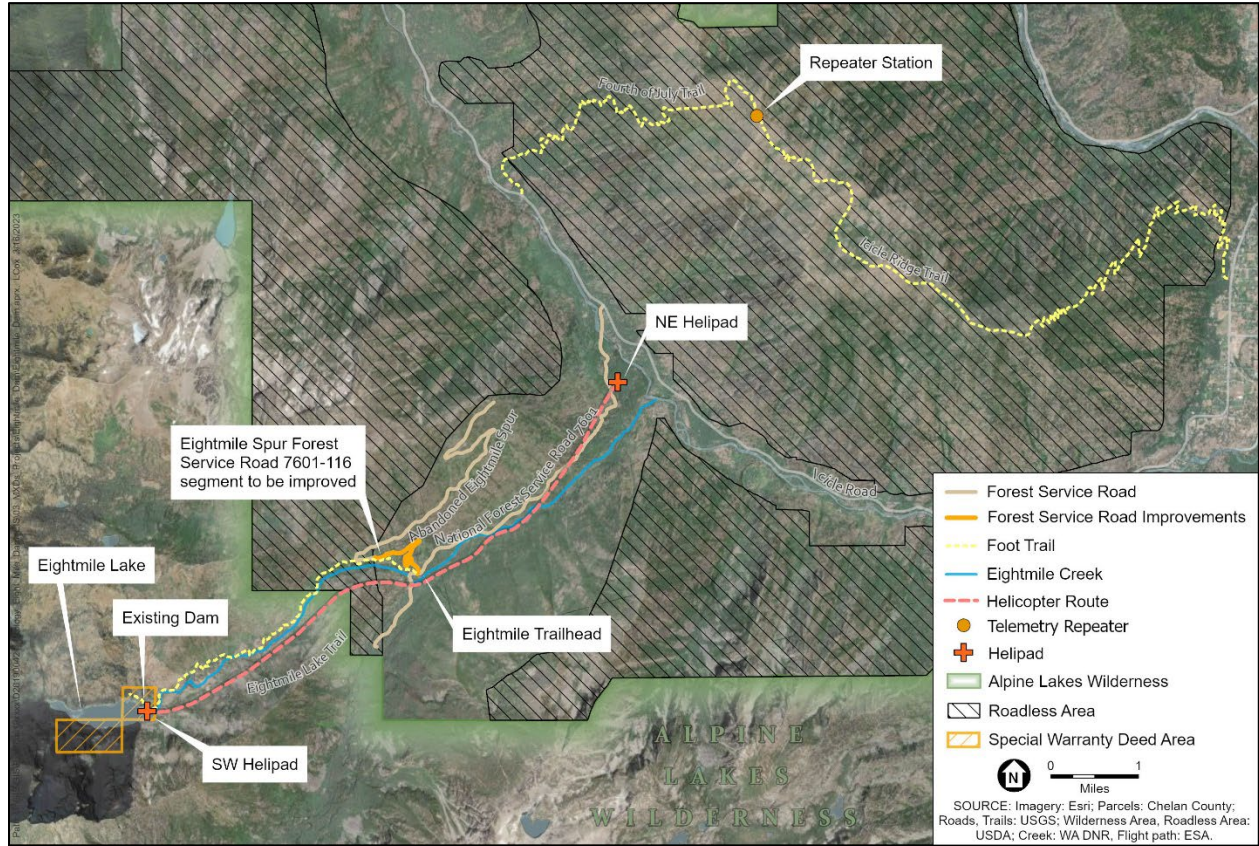 Repeater Station
Fourth of July Trail
Icicle Ridge Trail
NE Helipad
Eightmile Spur Forest
Service Road 7601-116
segment to be improved
Abandoned Eightmile Spur
National Forest Service Road 7601
Icicle Road
Eightmile Lake
Existing Dam
Eightmile Trailhead
Eightmile Lake Trail
SW Helipad
ALPINE
LAKES
WILDERNESS
Forest Service Road
Forest Service Road Improvements
Foot Trail
Eightmile Creek
Helicopter Route
Telemetry Repeater
Helipad
Alpine Lakes Wilderness
Roadless Area
Special Warranty Deed Area
N
0 1
Miles
SOURCE: Imagery: Esri; Parcels: Chelan County;
Roads, Trails: USGS; Wilderness Area, Roadless Area:
USDA; Creek: WA DNR, Flight path: ESA.